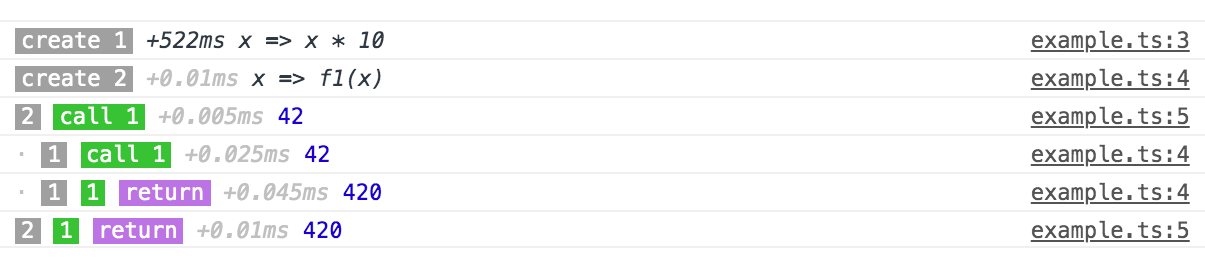 create 1 +522ms x => x * 10 example.ts:3
create 2 +0.01ms x => f1(x) example.ts:4
2 call 1 +0.005ms 42 example.ts:5
· 1 call 1 +0.025ms 42 example.ts:4
· 1 1 return +0.045ms 420 example.ts:4
2 1 return +0.01ms 420 example.ts:5